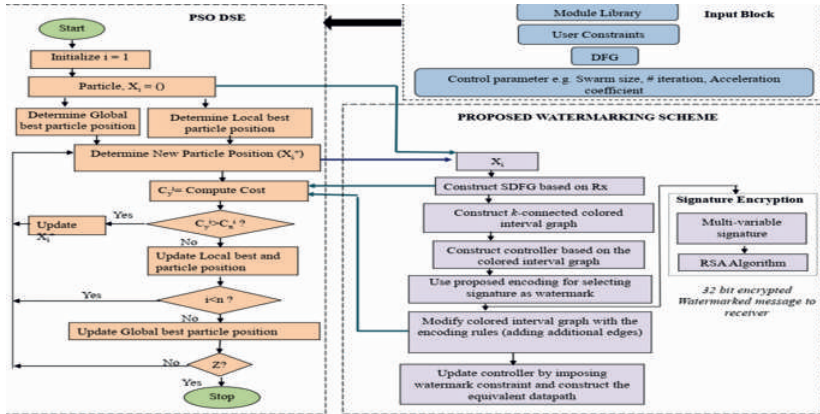 PSO DSE
Start
Initialize i = 1
Particle, Xi = ()
Determine Global
best particle
position
Determine Local best
particle position
Determine New Particle Position (Xi+)
Compute Cost
Yes
Update
No
Update Local best and
particle position
Yes
i<n ?
No
Update Global best particle position
No
Z?
Yes
Stop
Module Library
Input Block
User Constraints
DFG
Control parameter e.g. Swarm size, # iteration, Acceleration
coefficient
PROPOSED WATERMARKING SCHEME
Xi
Construct SDFG based on Rx
Construct k-connected colored
interval graph
Construct controller based on the
colored interval graph
Use proposed encoding for selecting
signature as watermark
Modify colored interval graph with the
encoding rules (adding additional edges)
Update controller by imposing
watermark constraint and construct the
equivalent datapath
Signature Encryption
Multi-variable
signature
RSA Algorithm
32 bit encrypted
Watermarked message to
receiver